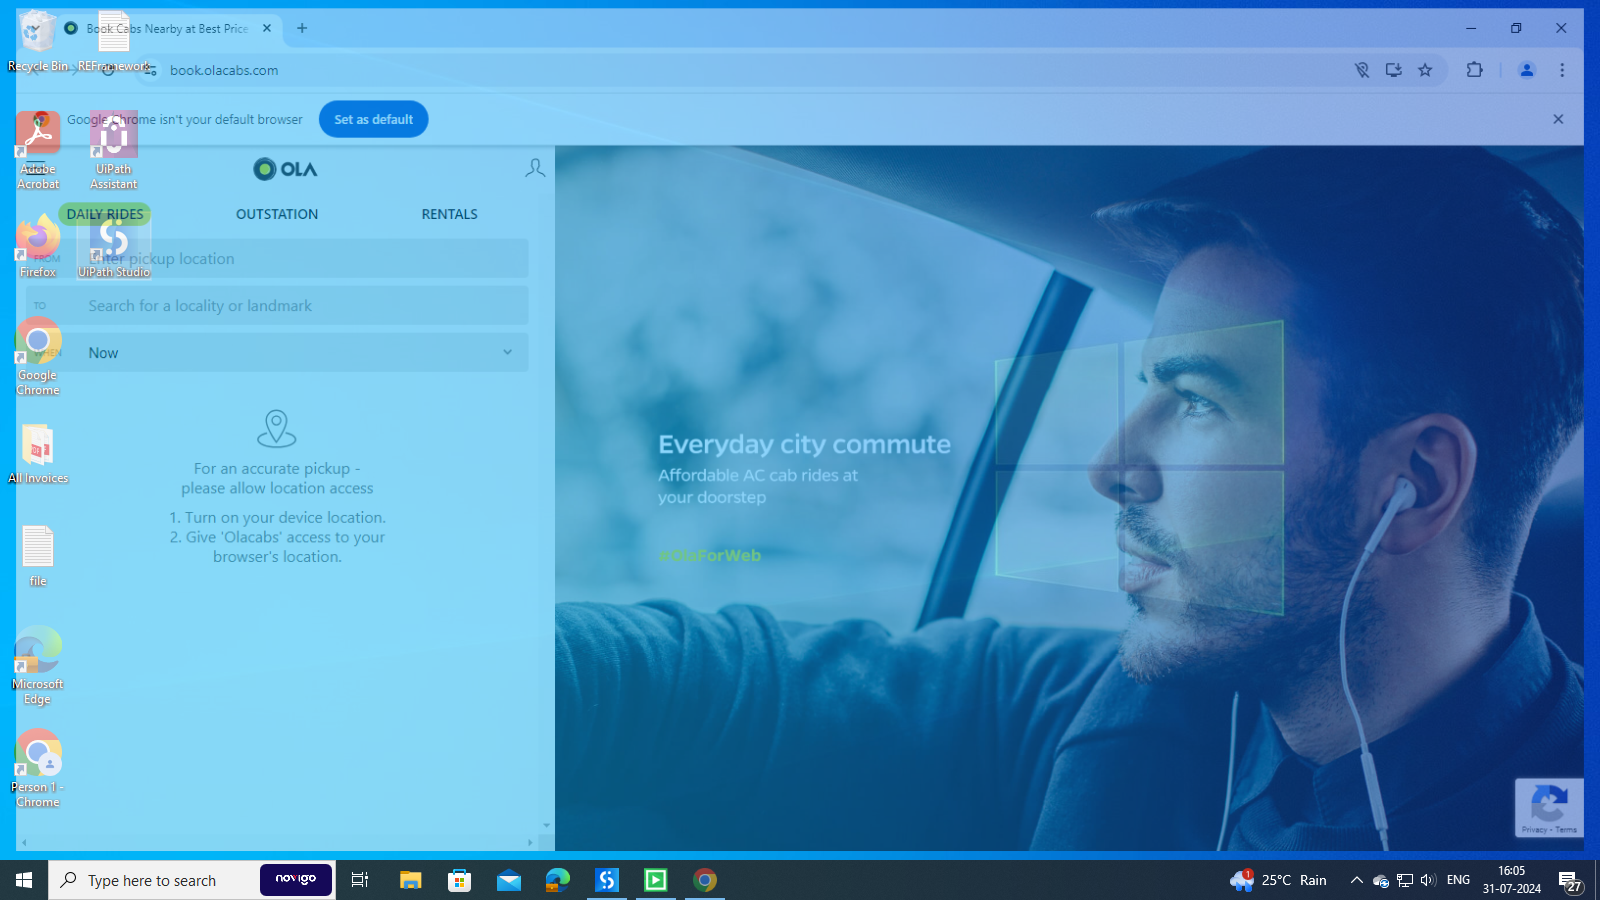 Book Cabs Nearby at Best Price
book.olacabs.com
Google Chrome isn't your default browser
Set as default
OLA
DAILY RIDES
OUTSTATION
RENTALS
FROM
Enter pickup location
TO
Search for a locality or landmark
WHEN
Now
For an accurate pickup -
please allow location access
1. Turn on your device location.
2. Give 'Olacabs' access to your
browser's location.
Everyday city commute
Affordable AC cab rides at
your doorstep
#OlaForWeb
Privacy - Terms
Recycle Bin
REFramework
Adobe
Acrobat
UiPath
Assistant
Firefox
UiPath Studio
Google
Chrome
All Invoices
file
Microsoft
Edge
Person 1 -
Chrome
Type here to search
novigo
1
25°C Rain
ENG
16:05
31-07-2024
27